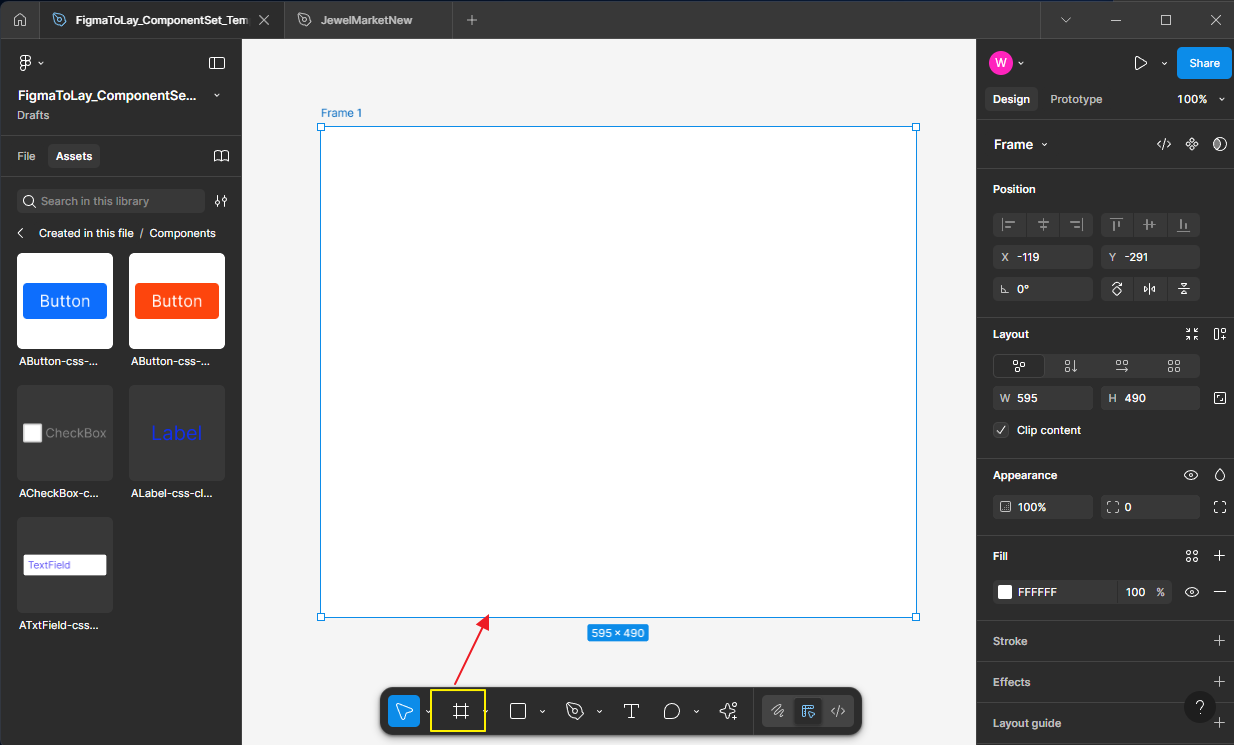 FigmaToLay_ComponentSet_Tem
JewelMarketNew
FigmaToLay_ComponentSe...
Drafts
File
Assets
Search in this library
Created in this file / Components
Button
Button
AButton-css-...
AButton-css-...
CheckBox
Label
ACheckBox-c...
ALabel-css-cl...
TextField
ATxtField-css...
Frame 1
595 × 490
W
Share
Design
Prototype
100%
Frame
Position
X -119
Y -291
0°
Layout
W 595
H 490
Clip content
Appearance
100%
0
Fill
FFFFFF
100 %
Stroke
Effects
Layout guide
?